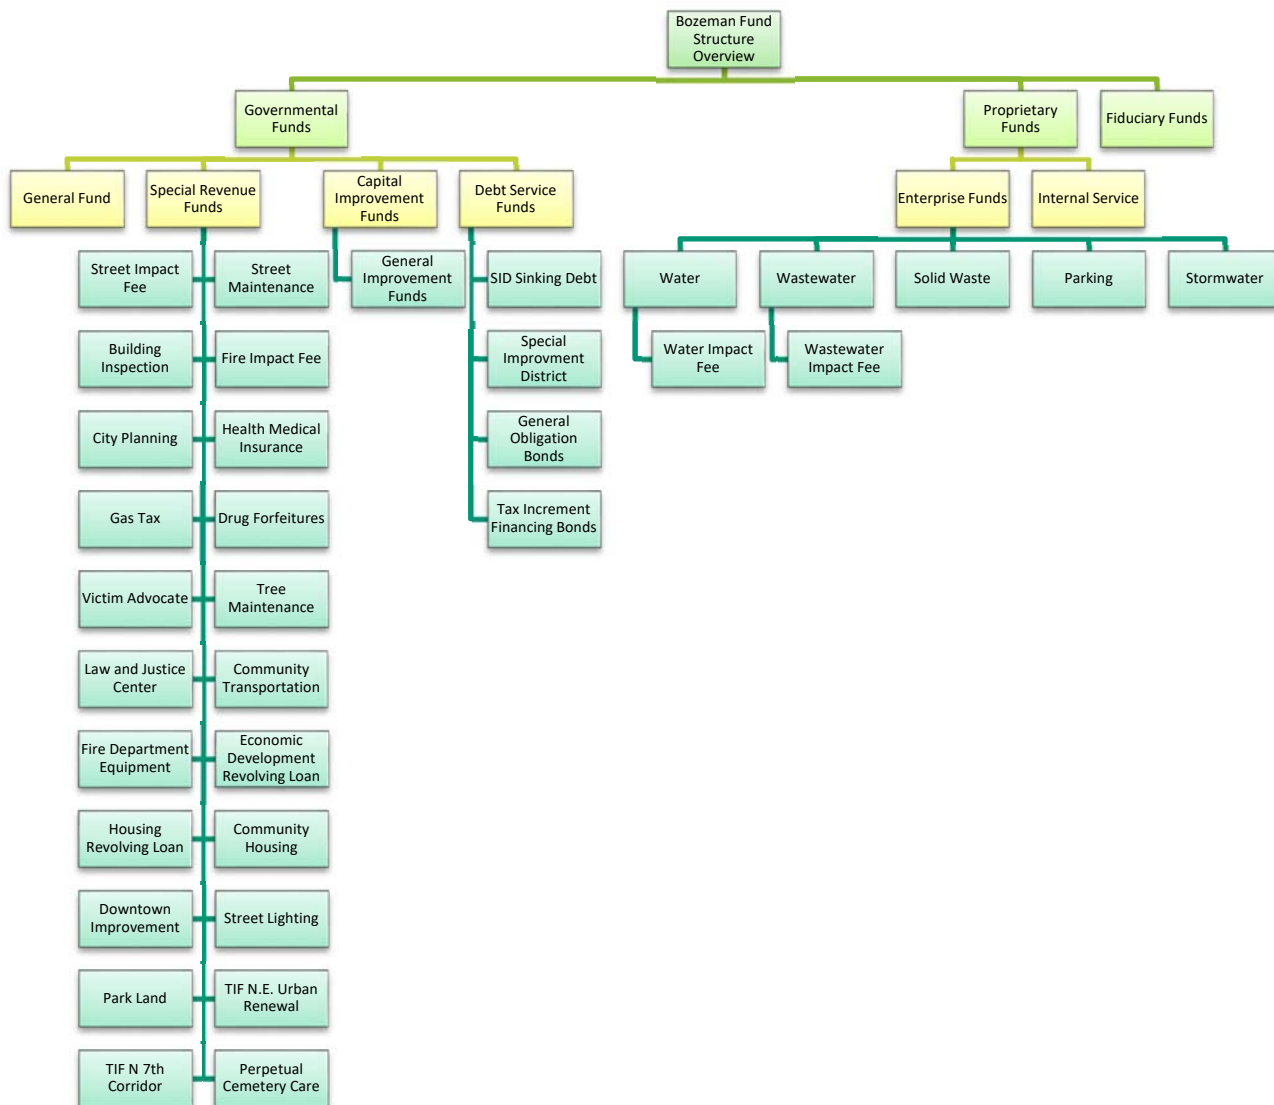 Bozeman Fund
Structure
Overview
Governmental
Funds
Proprietary
Funds
Fiduciary Funds
General Fund
Special Revenue
Funds
Capital
Improvement
Funds
Debt Service
Funds
Enterprise Funds
Internal Service
Street Impact
Fee
Street
Maintenance
General
Improvement
Funds
SID Sinking Debt
Water
Wastewater
Solid Waste
Parking
Stormwater
Building
Inspection
Fire Impact Fee
Special
Improvment
District
Water Impact
Fee
Wastewater
Impact Fee
City Planning
Health Medical
Insurance
General
Obligation
Bonds
Gas Tax
Drug Forfeitures
Tax Increment
Financing Bonds
Victim Advocate
Tree
Maintenance
Law and Justice
Center
Community
Transportation
Fire Department
Equipment
Economic
Development
Revolving Loan
Housing
Revolving Loan
Community
Housing
Downtown
Improvement
Street Lighting
Park Land
TIF N.E. Urban
Renewal
TIF N 7th
Corridor
Perpetual
Cemetery Care